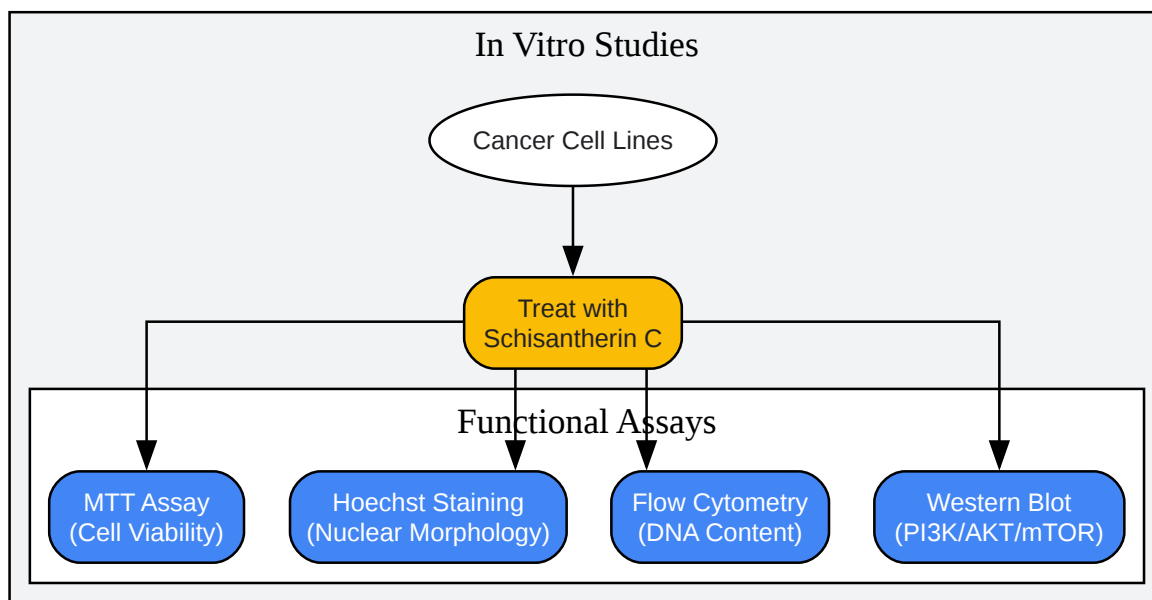 In Vitro Studies
Cancer Cell Lines
Treat with
Schisantherin C
Functional Assays
MTT Assay
(Cell Viability)
Hoechst Staining
(Nuclear Morphology)
Flow Cytometry
(DNA Content)
Western Blot
(PI3K/AKT/mTOR)